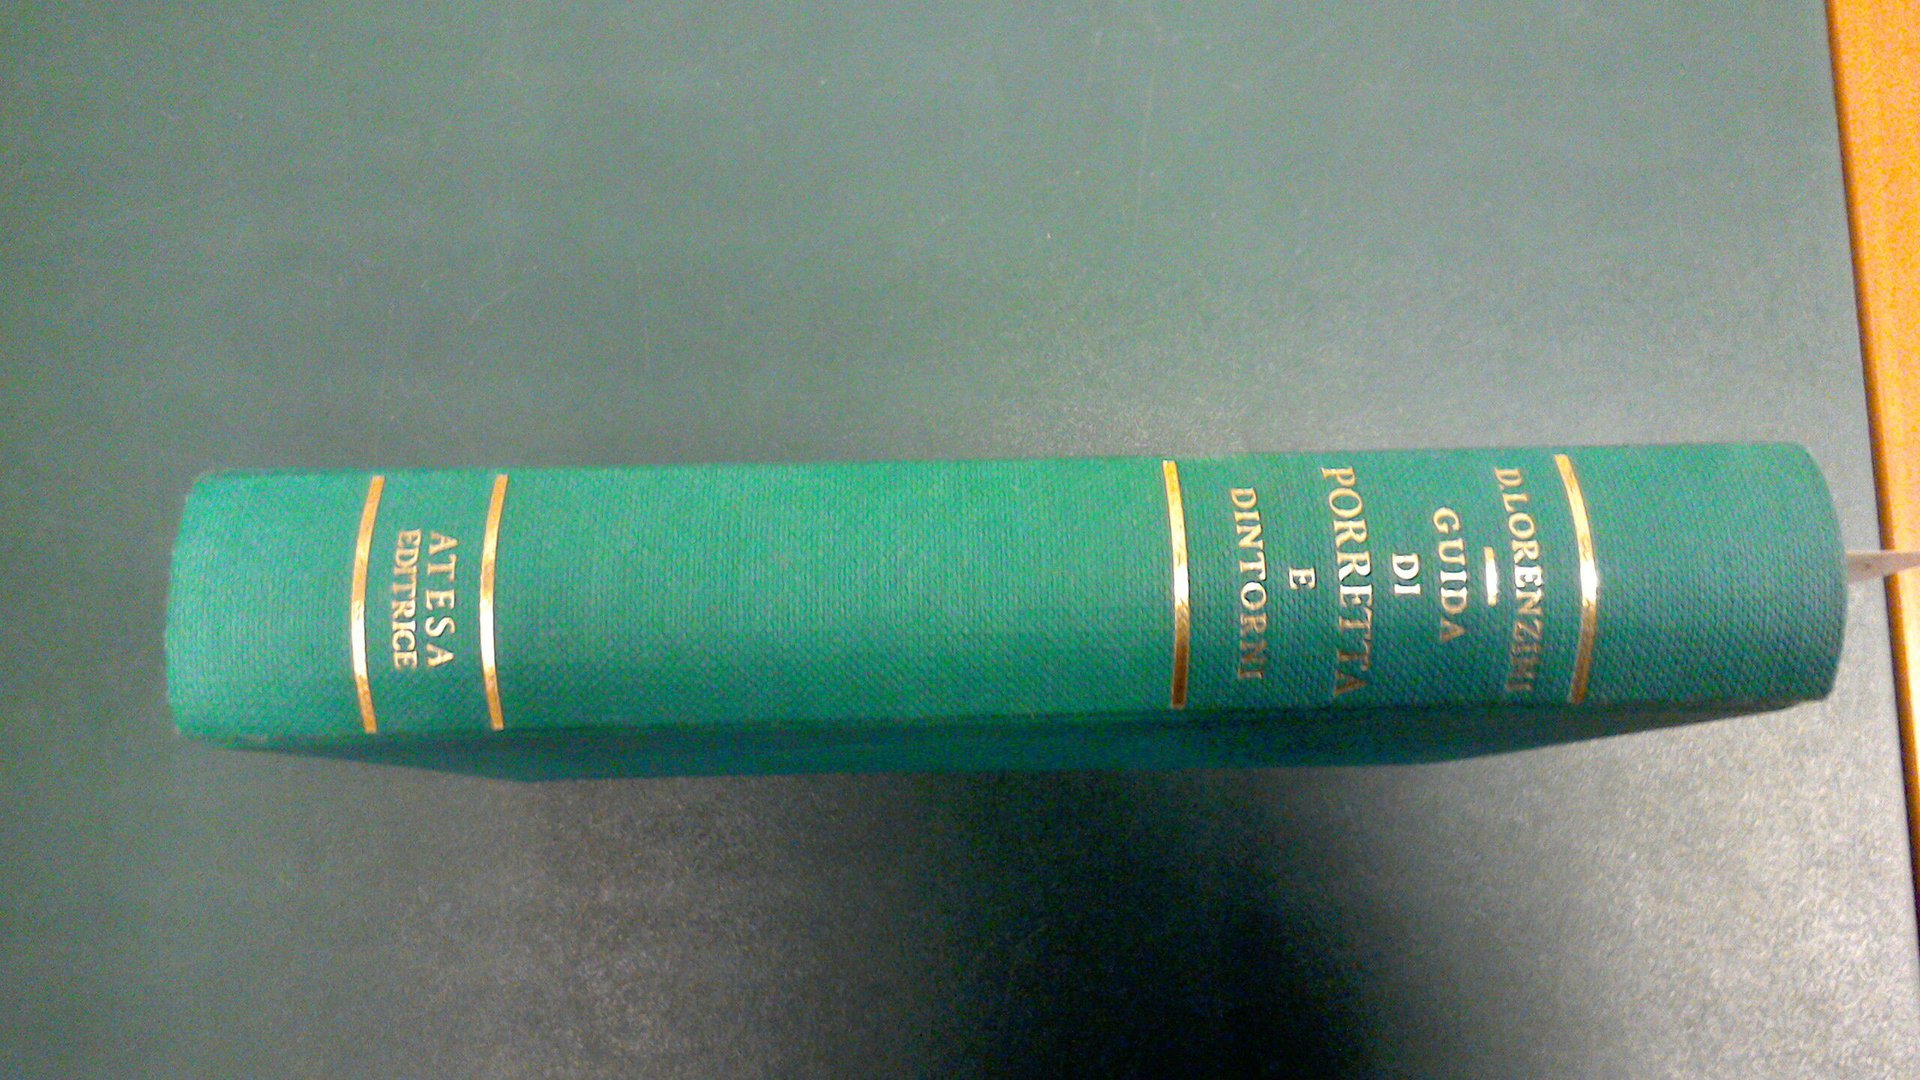 D. LORENZINI
GUIDA
DI
PORRETTA
E
DINTORNI
ATESA
EDITRICE